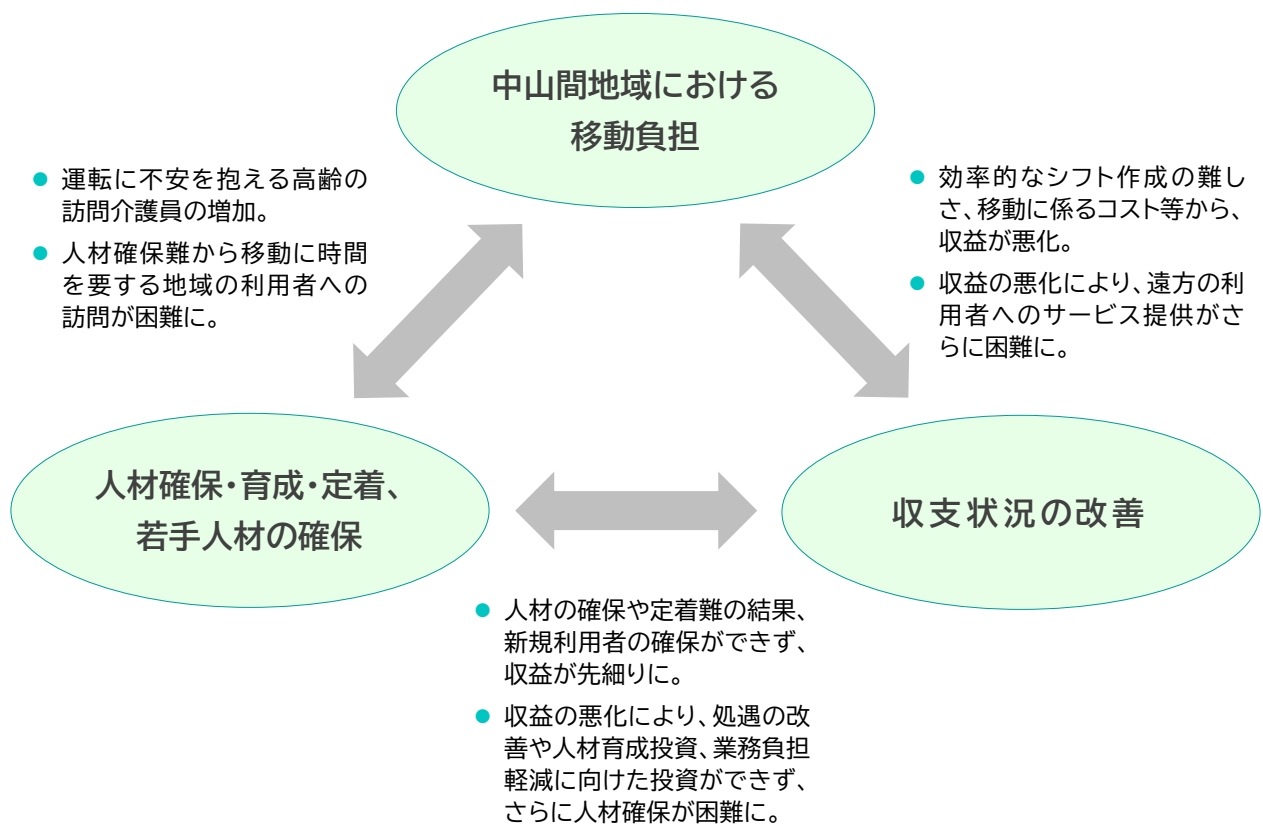 中山間地域における
移動負担
運転に不安を抱える高齢の
訪問介護員の増加。
人材確保難から移動に時間
を要する地域の利用者への
訪問が困難に。
効率的なシフト作成の難し
さ、移動に係るコスト等から、
収益が悪化。
収益の悪化により、遠方の利
用者へのサービス提供がさ
らに困難に。
人材確保・育成・定着、
若手人材の確保
収支状況の改善
人材の確保や定着難の結果、
新規利用者の確保ができず、
収益が先細りに。
収益の悪化により、処遇の改
善や人材育成投資、業務負担
軽減に向けた投資ができず、
さらに人材確保が困難に。